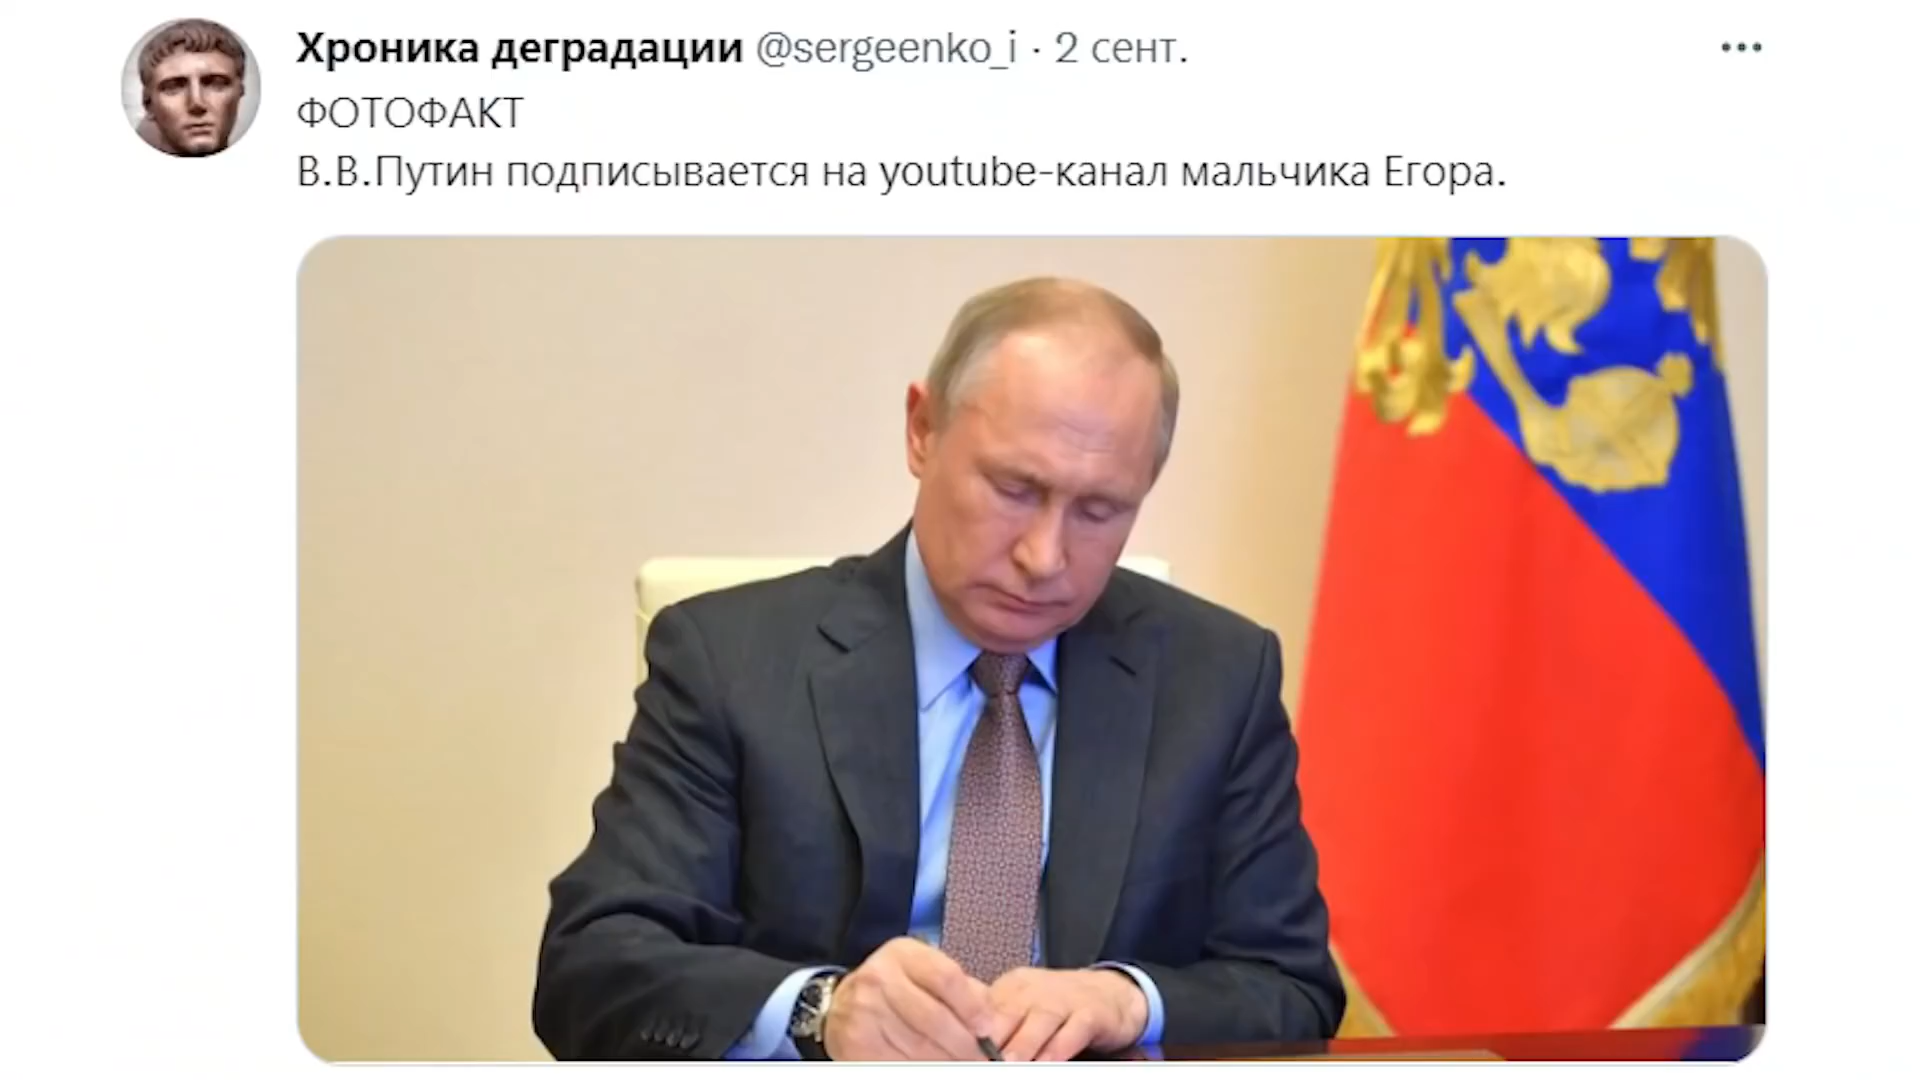 Хроника деградации @sergeenko_i · 2 сент.
ФОТОФАКТ
В.В.Путин подписывается на youtube-канал мальчика Егора.